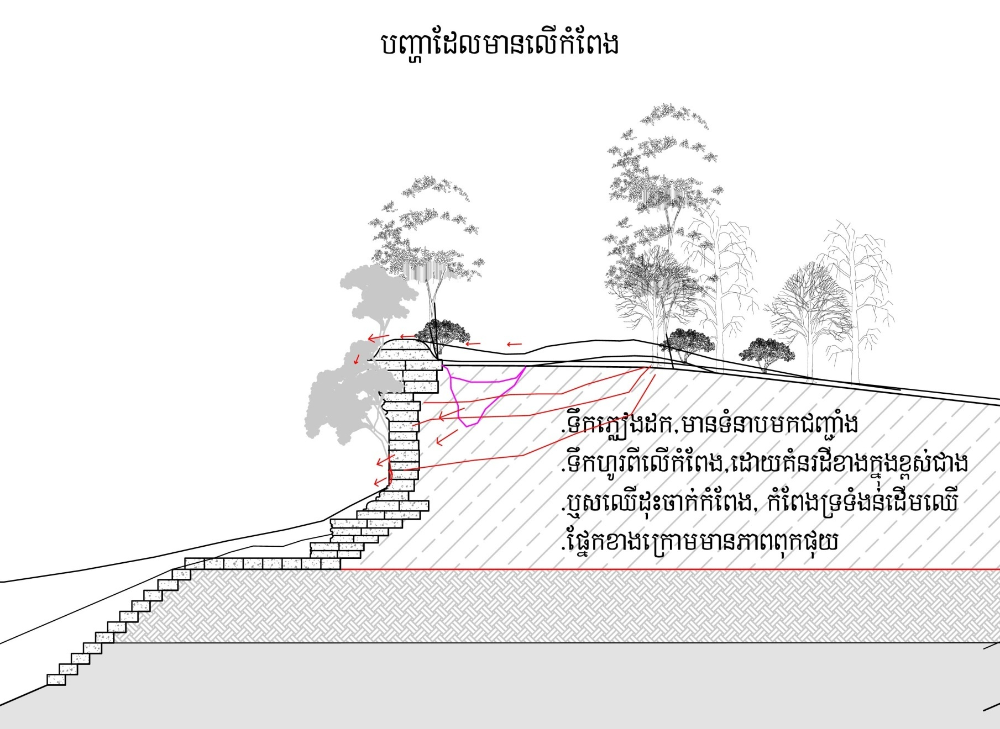 បញ្ហាដែលមានលើកំពែង
.ទឹកភ្លៀងដក,មានទំនាបមកជញ្ជាំង
.ទឹកហូរពីលើកំពែង,ដោយគំនរដីខាងក្នុងខ្ពស់ជាង
.ឬសឈើដុះចាក់កំពែង, កំពែងទ្រទំងន់ដើមឈើ
.ផ្នែកខាងក្រោមមានភាពពុកផុយ